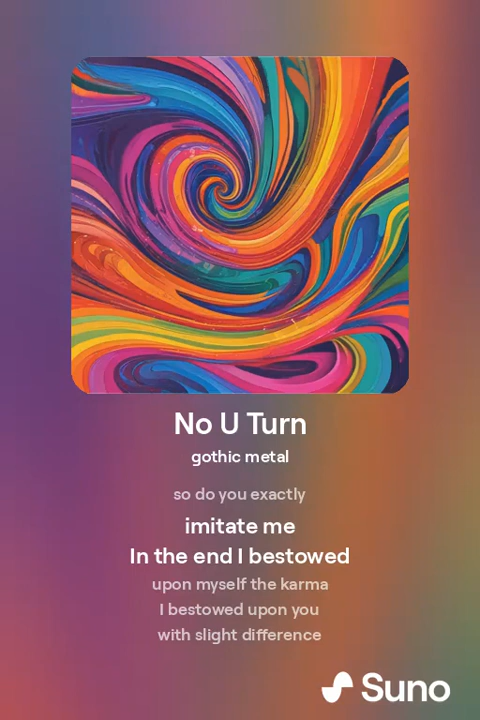 No U Turn
gothic metal
so do you exactly
imitate me
In the end I bestowed
upon myself the karma
I bestowed upon you
with slight difference
Suno